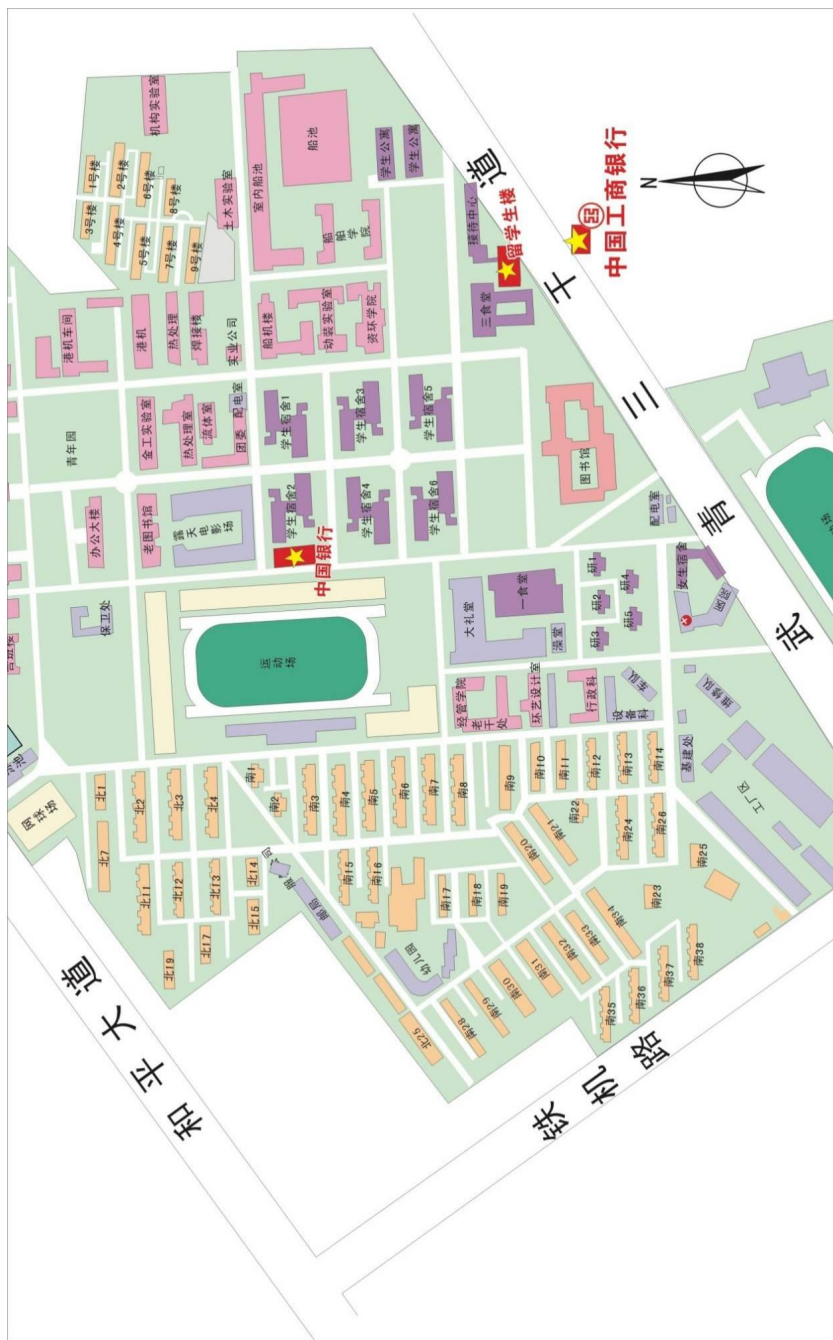 机构实验室
1号楼
2号楼
3号楼
4号楼
5号楼
6号楼
7号楼
8号楼
9号楼
土木实验室
室内船池
船池
学生公寓
学生公寓
船舶学院
接待中心
留学生楼
三食堂
中国工商银行
N
港机车间
港机
热处理
焊接楼
实业公司
船机楼
动装实验室
资环学院
青年园
金工实验室
热处理室
流体室
团委
配电室
学生宿舍1
学生宿舍3
学生宿舍5
办公大楼
老图书馆
露天电影场
学生宿舍2
学生宿舍4
学生宿舍6
中国银行
图书馆
保卫处
运动场
大礼堂
一食堂
澡堂
研1
研2
研3
研4
研5
配电室
女生宿舍
经管学院
老干处
环艺设计室
行政科
设备科
车队
维修队
基建处
工厂区
网球场
北1
北2
北3
北4
北7
北11
北12
北13
北14
北15
北17
北19
北25
南1
南2
南3
南4
南5
南6
南7
南8
南9
南10
南11
南12
南13
南14
南15
南16
南17
南18
南19
南20
南21
南22
南23
南24
南25
南26
南28
南29
南30
南31
南32
南33
南34
南35
南36
南37
南38
邮局
幼儿园
和平大道
铁机路
武青三干道